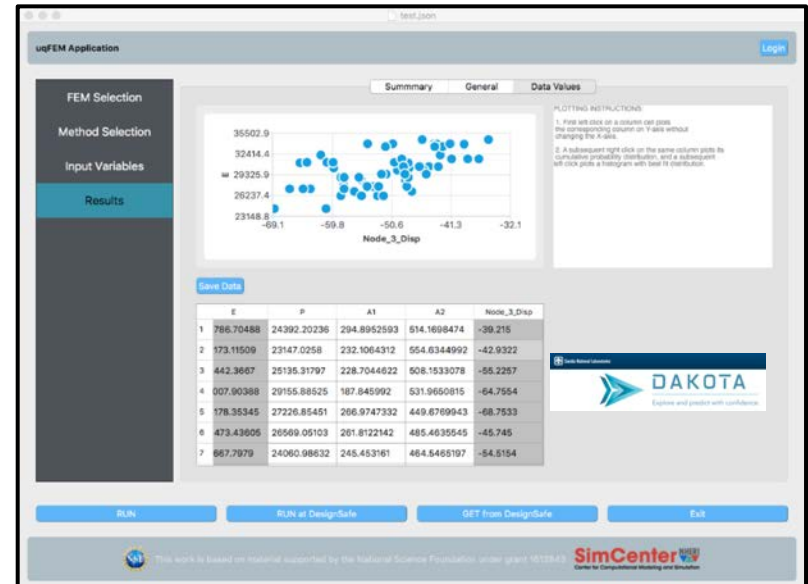 test.json
uqFEM Application
Login
FEM Selection
Method Selection
Input Variables
Results
Summmary General Data Values
PLOTTING INSTRUCTIONS
1. First left click on a column cell plots
the corresponding column on Y-axis without
changing the X-axis.
2. A subsequent right click on the same column plots its
cumulative probability distribution, and a subsequent
left click plots a histogram with best fit distribution.
35502.9
32414.4
29325.9
26237.4
23148.8
E
-69.1 -59.8 -50.6 -41.3 -32.1
Node_3_Disp
Save Data
E P A1 A2 Node_3_Disp
1 786.70488 24392.20236 294.8952593 514.1698474 -39.215
2 173.11509 23147.0258 232.1064312 554.6344992 -42.9322
3 442.3667 25135.31797 228.7044622 508.1533078 -55.2257
4 007.90388 29155.88525 187.845992 531.9650815 -64.7554
5 178.35345 27226.85451 266.9747332 449.6769943 -68.7533
6 473.43605 26569.05103 261.8122142 485.4635545 -45.745
7 667.7979 24060.98632 245.453161 464.5465197 -54.5154
Sandia National Laboratories
DAKOTA
Explore and predict with confidence.
RUN RUN at DesignSafe GET from DesignSafe Exit
NSF
This work is based on material supported by the National Science Foundation under grant 1612843
SimCenter NHERI
Center for Computational Modeling and Simulation